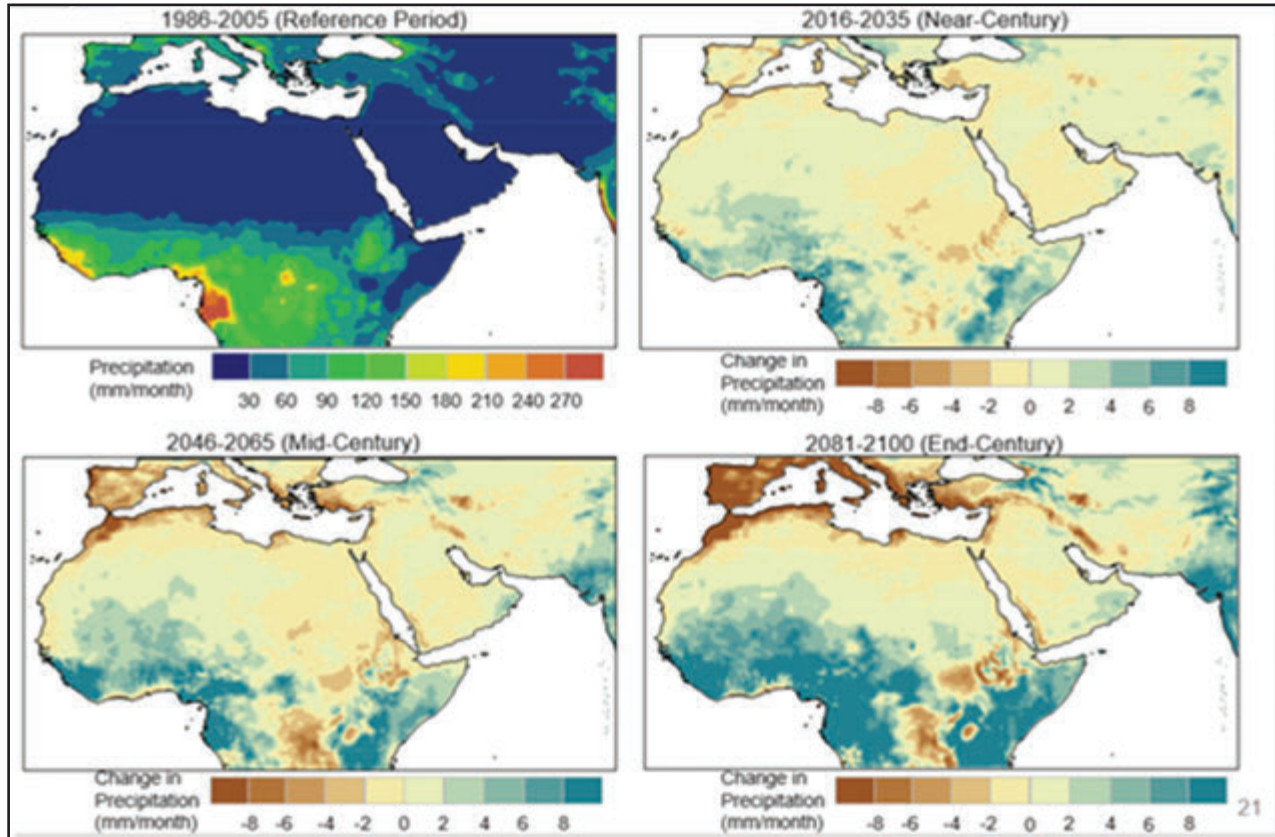 1986-2005 (Reference Period)
2016-2035 (Near-Century)
Precipitation
(mm/month)
30 60 90 120 150 180 210 240 270
Change in
Precipitation
(mm/month)
-8 -6 -4 -2 0 2 4 6 8
2046-2065 (Mid-Century)
2081-2100 (End-Century)
Change in
Precipitation
(mm/month)
-8 -6 -4 -2 0 2 4 6 8
Change in
Precipitation
(mm/month)
-8 -6 -4 -2 0 2 4 6 8
21